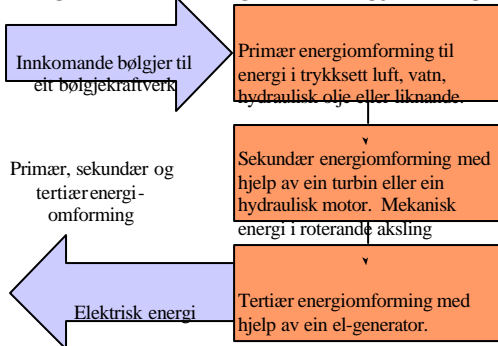 Innkomande bølgjer til
eit bølgjekraftverk
Primær energiomforming til
energi i trykksett luft, vatn,
hydraulisk olje eller liknande.
Primær, sekundær og
tertiær energi-
omforming
Sekundær energiomforming med
hjelp av ein turbin eller ein
hydraulisk motor. Mekanisk
energi i roterande aksling
Elektrisk energi
Tertiær energiomforming med
hjelp av ein el-generator.